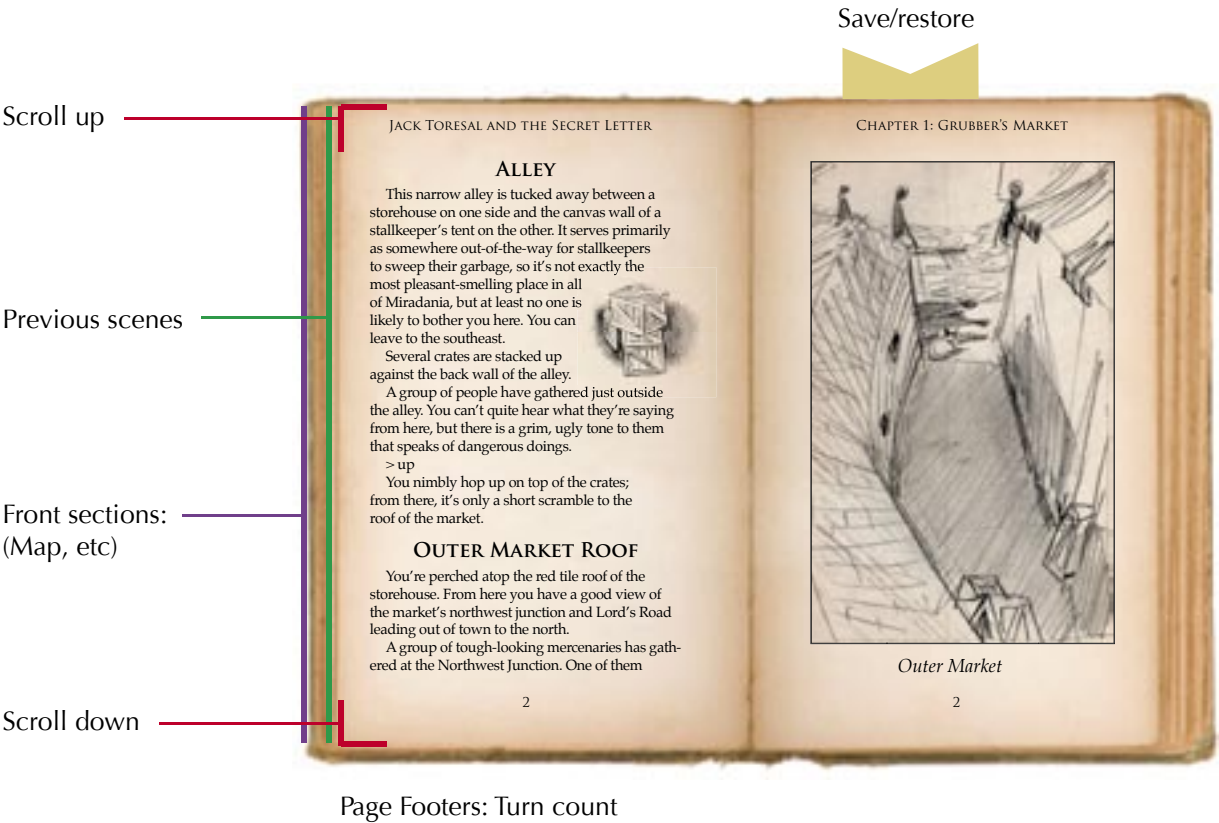 Save/restore
Scroll up
Previous scenes
Front sections:
(Map, etc)
Scroll down
JACK TORESAL AND THE SECRET LETTER
ALLEY
This narrow alley is tucked away between a
storehouse on one side and the canvas wall of a
stallkeeper's tent on the other. It serves primarily
as somewhere out-of-the-way for stallkeepers
to sweep their garbage, so it's not exactly the
most pleasant-smelling place in all
of Miradania, but at least no one is
likely to bother you here. You can
leave to the southeast.
Several crates are stacked up
against the back wall of the alley.
A group of people have gathered just outside
the alley. You can't quite hear what they're saying
from here, but there is a grim, ugly tone to them
that speaks of dangerous doings.
> up
You nimbly hop up on top of the crates;
from there, it's only a short scramble to the
roof of the market.
OUTER MARKET ROOF
You're perched atop the red tile roof of the
storehouse. From here you have a good view of
the market's northwest junction and Lord's Road
leading out of town to the north.
A group of tough-looking mercenaries has gath-
ered at the Northwest Junction. One of them
2
CHAPTER 1: GRUBBER'S MARKET
Outer Market
2
Page Footers: Turn count